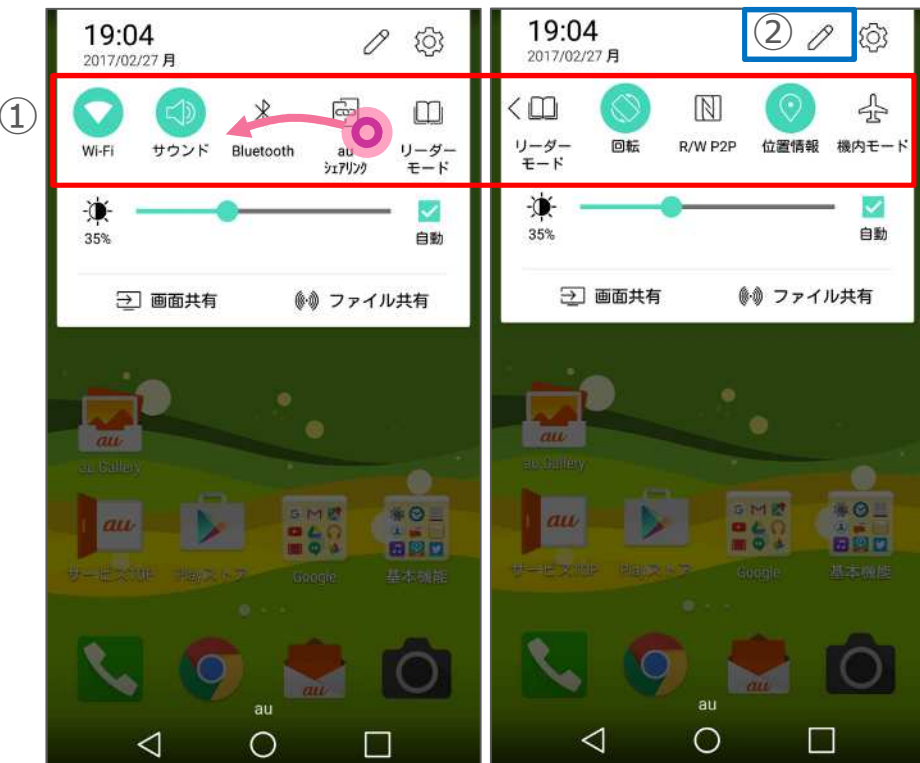 ①
19:04
2017/02/27 月
Wi-Fi
サウンド
Bluetooth
au
シェアリンク
リーダー
モード
35%
自動
画面共有
ファイル共有
au
au Gallery
au
サービスTOP
Playストア
Google
基本機能
au
au
②
19:04
2017/02/27 月
リーダー
モード
回転
R/W P2P
位置情報
機内モード
35%
自動
画面共有
ファイル共有
au
au Gallery
au
サービスTOP
Playストア
Google
基本機能
au
au